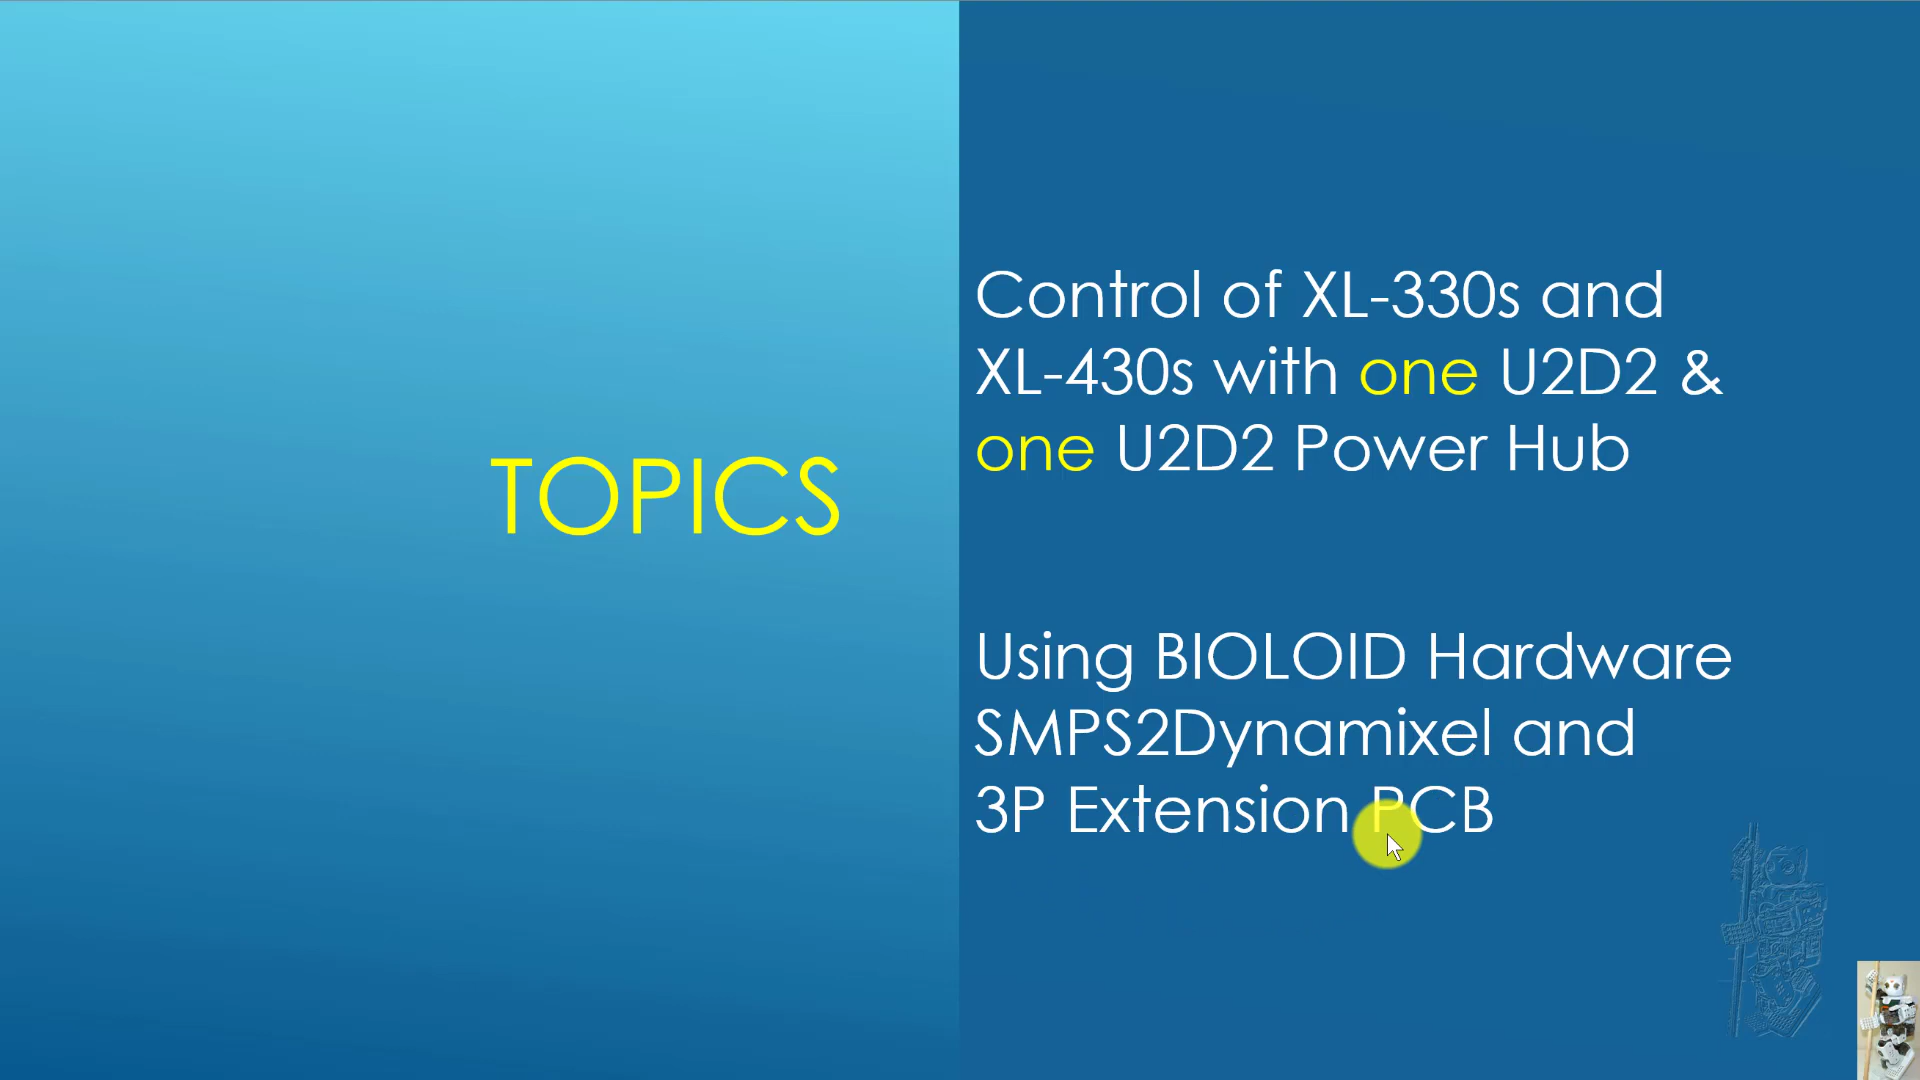 TOPICS
Control of XL-330s and
XL-430s with one U2D2 &
one U2D2 Power Hub
Using BIOLOID Hardware
SMPS2Dynamixel and
3P Extension PCB